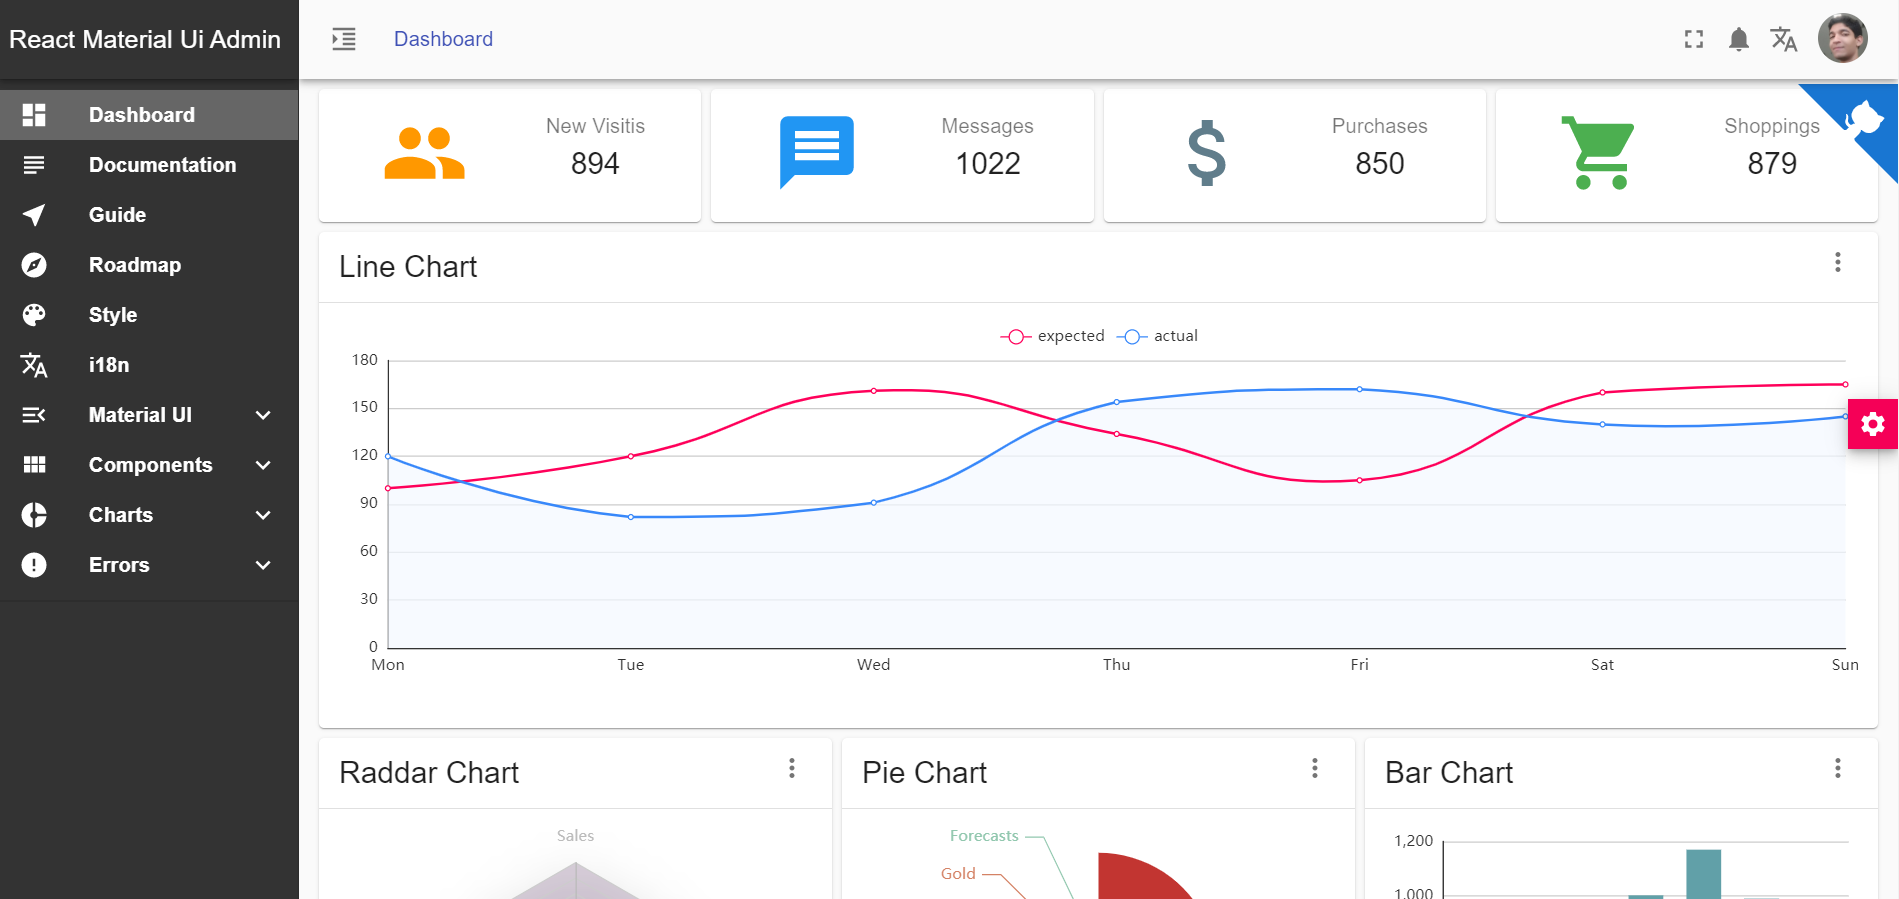 React Material Ui Admin
Dashboard
Dashboard
Documentation
Guide
Roadmap
Style
i18n
Material UI
Components
Charts
Errors
New Visitis
894
Messages
1022
Purchases
850
Shoppings
879
Line Chart
expected actual
180
150
120
90
60
30
0
Mon Tue Wed Thu Fri Sat Sun
Raddar Chart
Sales
Pie Chart
Forecasts
Gold
Bar Chart
1,200
1,000